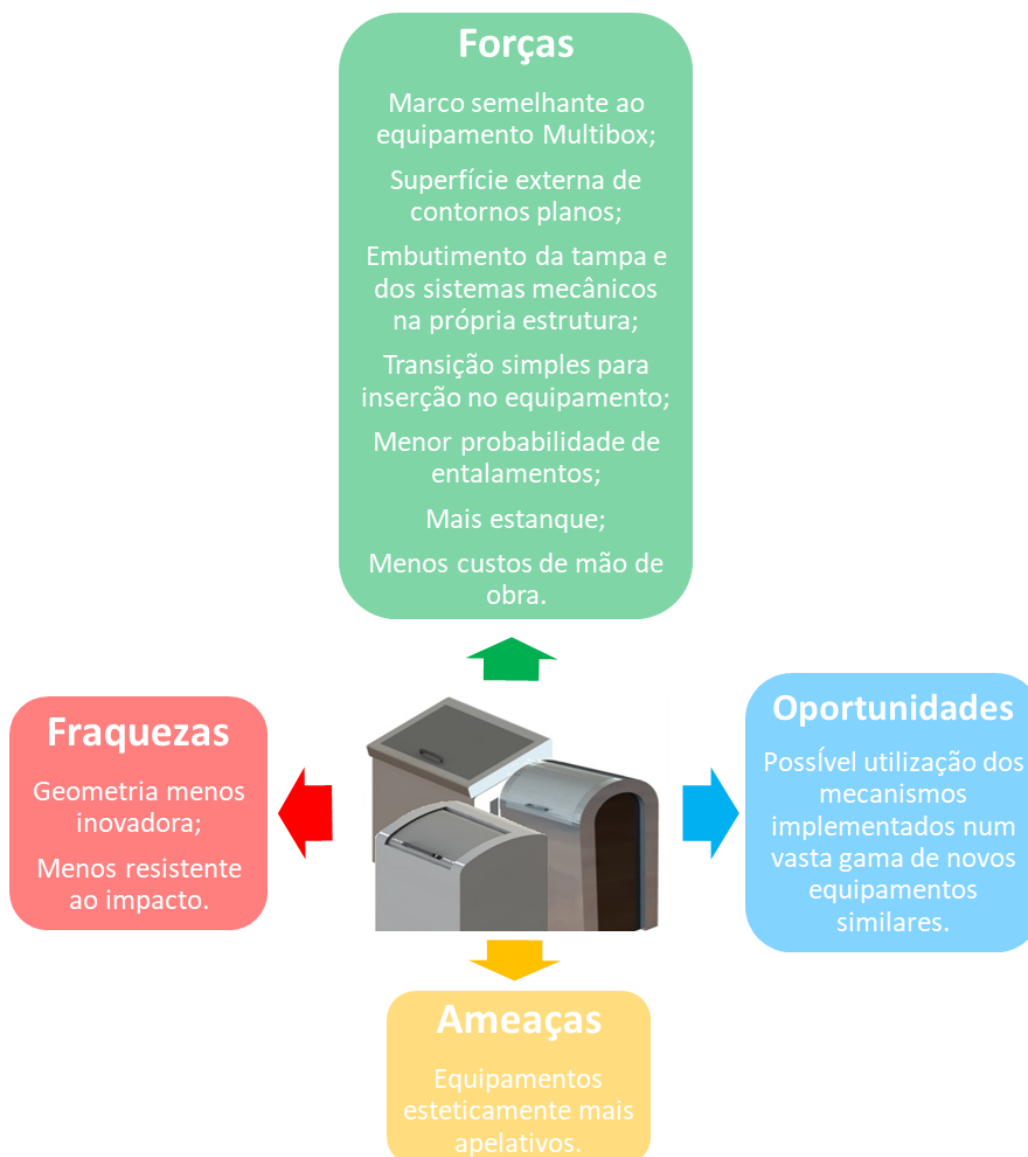 Forças
Marco semelhante ao
equipamento Multibox;
Superfície externa de
contornos planos;
Embutimento da tampa e
dos sistemas mecânicos
na própria estrutura;
Transição simples para
inserção no equipamento;
Menor probabilidade de
entalamentos;
Mais estanque;
Menos custos de mão de
obra.
Fraquezas
Geometria menos
inovadora;
Menos resistente
ao impacto.
Oportunidades
Possível utilização dos
mecanismos
implementados num
vasta gama de novos
equipamentos
similares.
Ameaças
Equipamentos
esteticamente mais
apelativos.